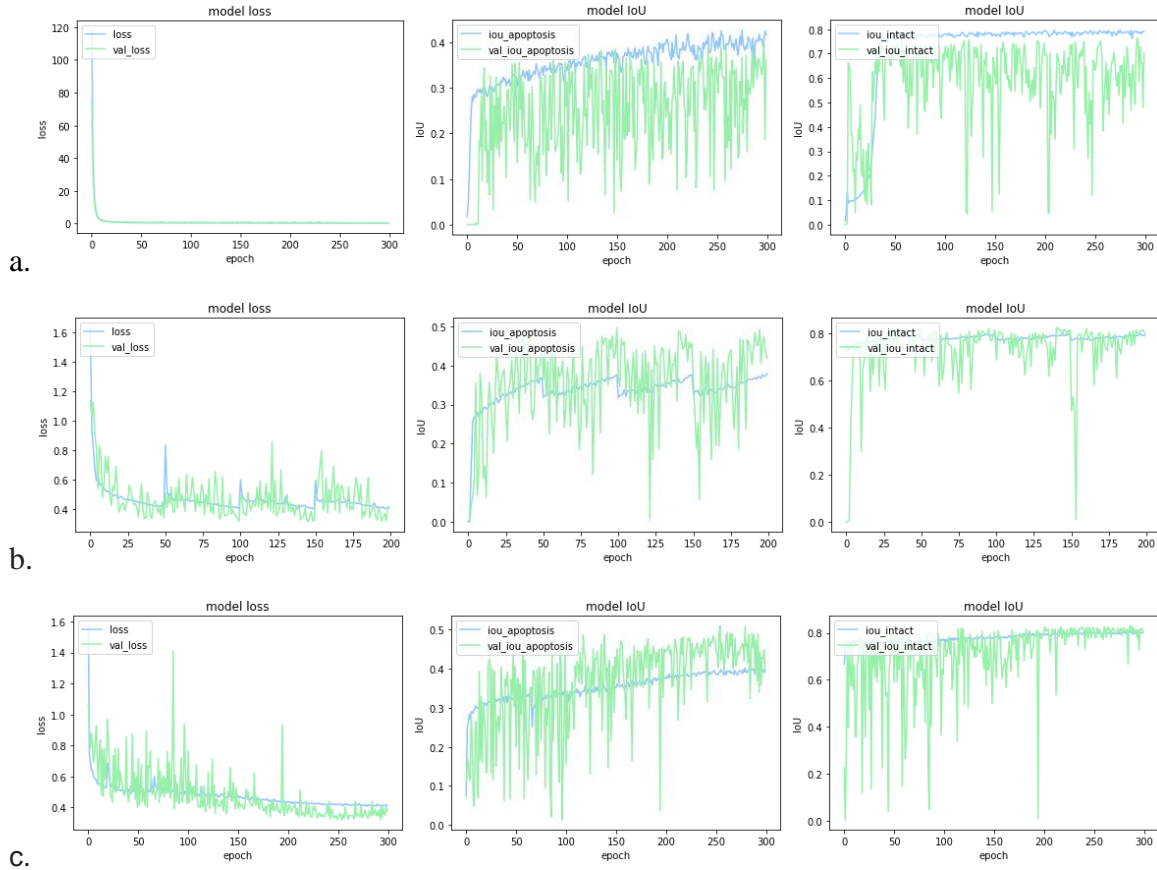 model loss
loss
val_loss
120
100
80
60
40
20
0
loss
0 50 100 150 200 250 300
epoch
model IoU
iou_apoptosis
val_iou_apoptosis
0.4
0.3
0.2
0.1
0.0
IoU
0 50 100 150 200 250 300
epoch
model IoU
iou_intact
val_iou_intact
0.8
0.7
0.6
0.5
0.4
0.3
0.2
0.1
0.0
IoU
0 50 100 150 200 250 300
epoch
a.
model loss
loss
val_loss
1.6
1.4
1.2
1.0
0.8
0.6
0.4
loss
0 25 50 75 100 125 150 175 200
epoch
model IoU
iou_apoptosis
val_iou_apoptosis
0.5
0.4
0.3
0.2
0.1
0.0
IoU
0 25 50 75 100 125 150 175 200
epoch
model IoU
iou_intact
val_iou_intact
0.8
0.6
0.4
0.2
0.0
IoU
0 25 50 75 100 125 150 175 200
epoch
b.
model loss
loss
val_loss
1.6
1.4
1.2
1.0
0.8
0.6
0.4
loss
0 50 100 150 200 250 300
epoch
model IoU
iou_apoptosis
val_iou_apoptosis
0.5
0.4
0.3
0.2
0.1
0.0
IoU
0 50 100 150 200 250 300
epoch
model IoU
iou_intact
val_iou_intact
0.8
0.6
0.4
0.2
0.0
IoU
0 50 100 150 200 250 300
epoch
c.